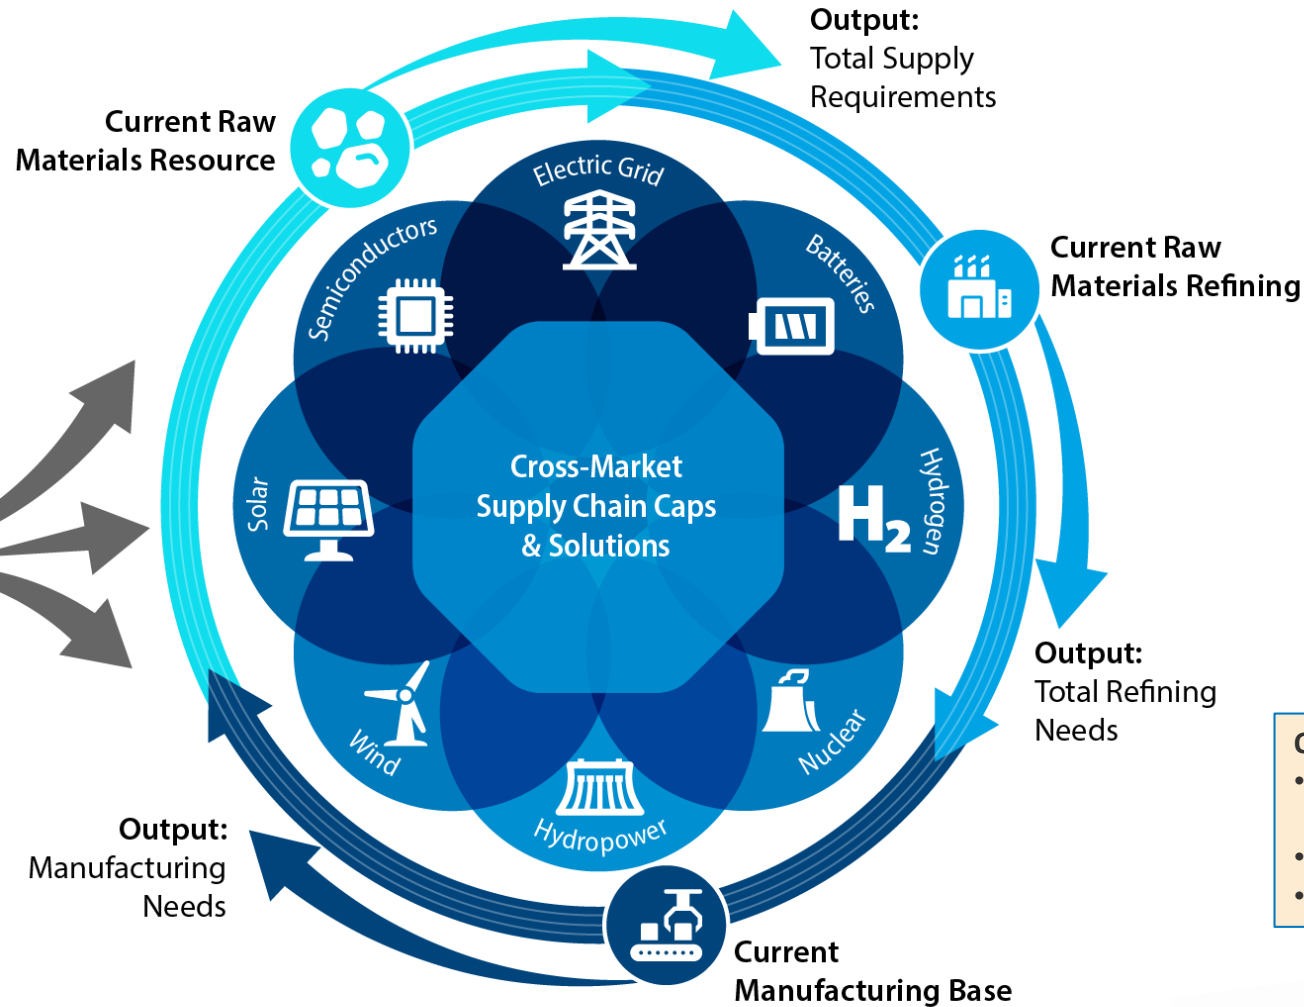 Output:
Total Supply
Requirements
Current Raw
Materials Resource
Electric Grid
Semiconductors
Batteries
Current Raw
Materials Refining
Cross-Market
Supply Chain Caps
& Solutions
Solar
Hydrogen
H2
Output:
Total Refining
Needs
Wind
Nuclear
Hydropower
Output:
Manufacturing
Needs
Current
Manufacturing Base